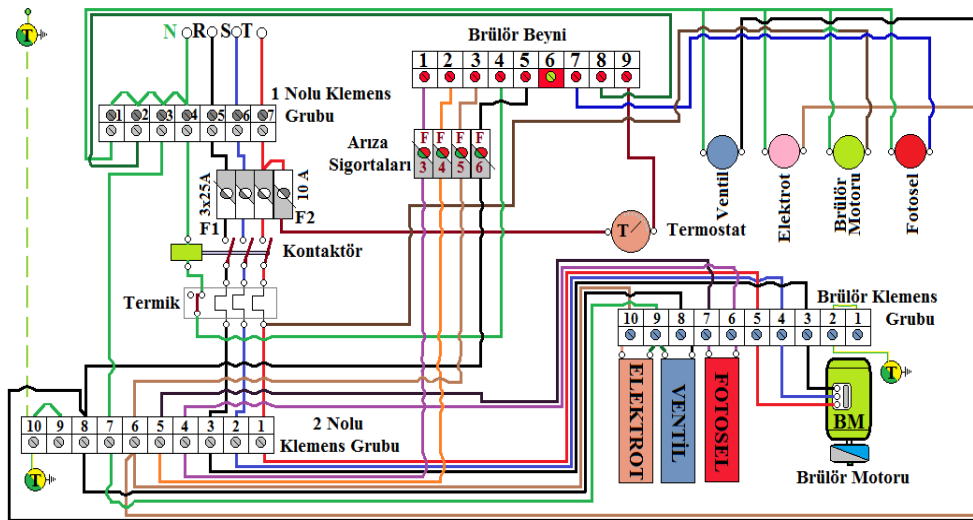 T
N R S T
Brülör Beyni
1 2 3 4 5 6 7 8 9
1 2 3 4 5 6 7
1 Nolu Klemens
Grubu
Arıza
Sigortaları
F F F F
3 4 5 6
3x25A
10 A
F1
F2
Kontaktör
Termik
T
Termostat
Ventil
Elektrot
Brülör
Motoru
Fotosel
Brülör Klemens
Grubu
10 9 8 7 6 5 4 3 2 1
ELEKTROT
VENTİL
FOTOSEL
T
BM
Brülör Motoru
10 9 8 7 6 5 4 3 2 1
2 Nolu
Klemens Grubu
T